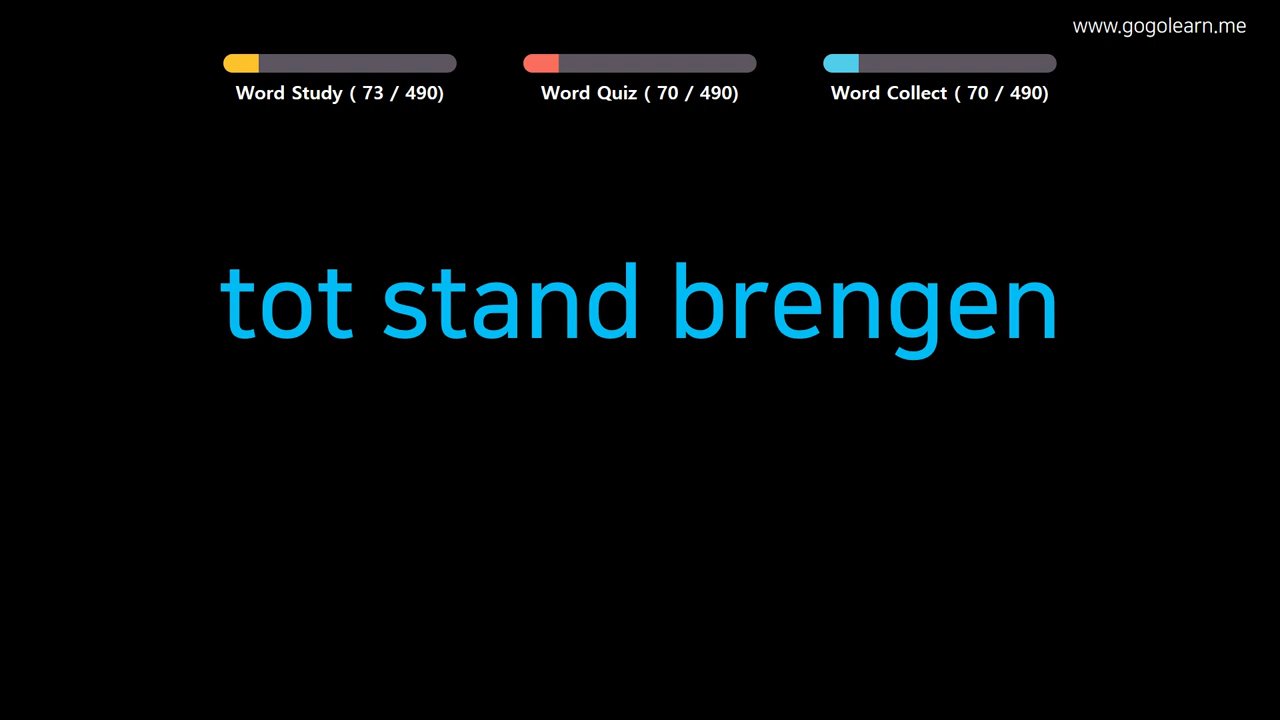 www.gogolearn.me
Word Study ( 73 / 490)
Word Quiz ( 70 / 490)
Word Collect ( 70 / 490)
tot stand brengen